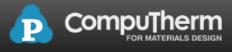 P
CompuTherm
FOR MATERIALS DESIGN